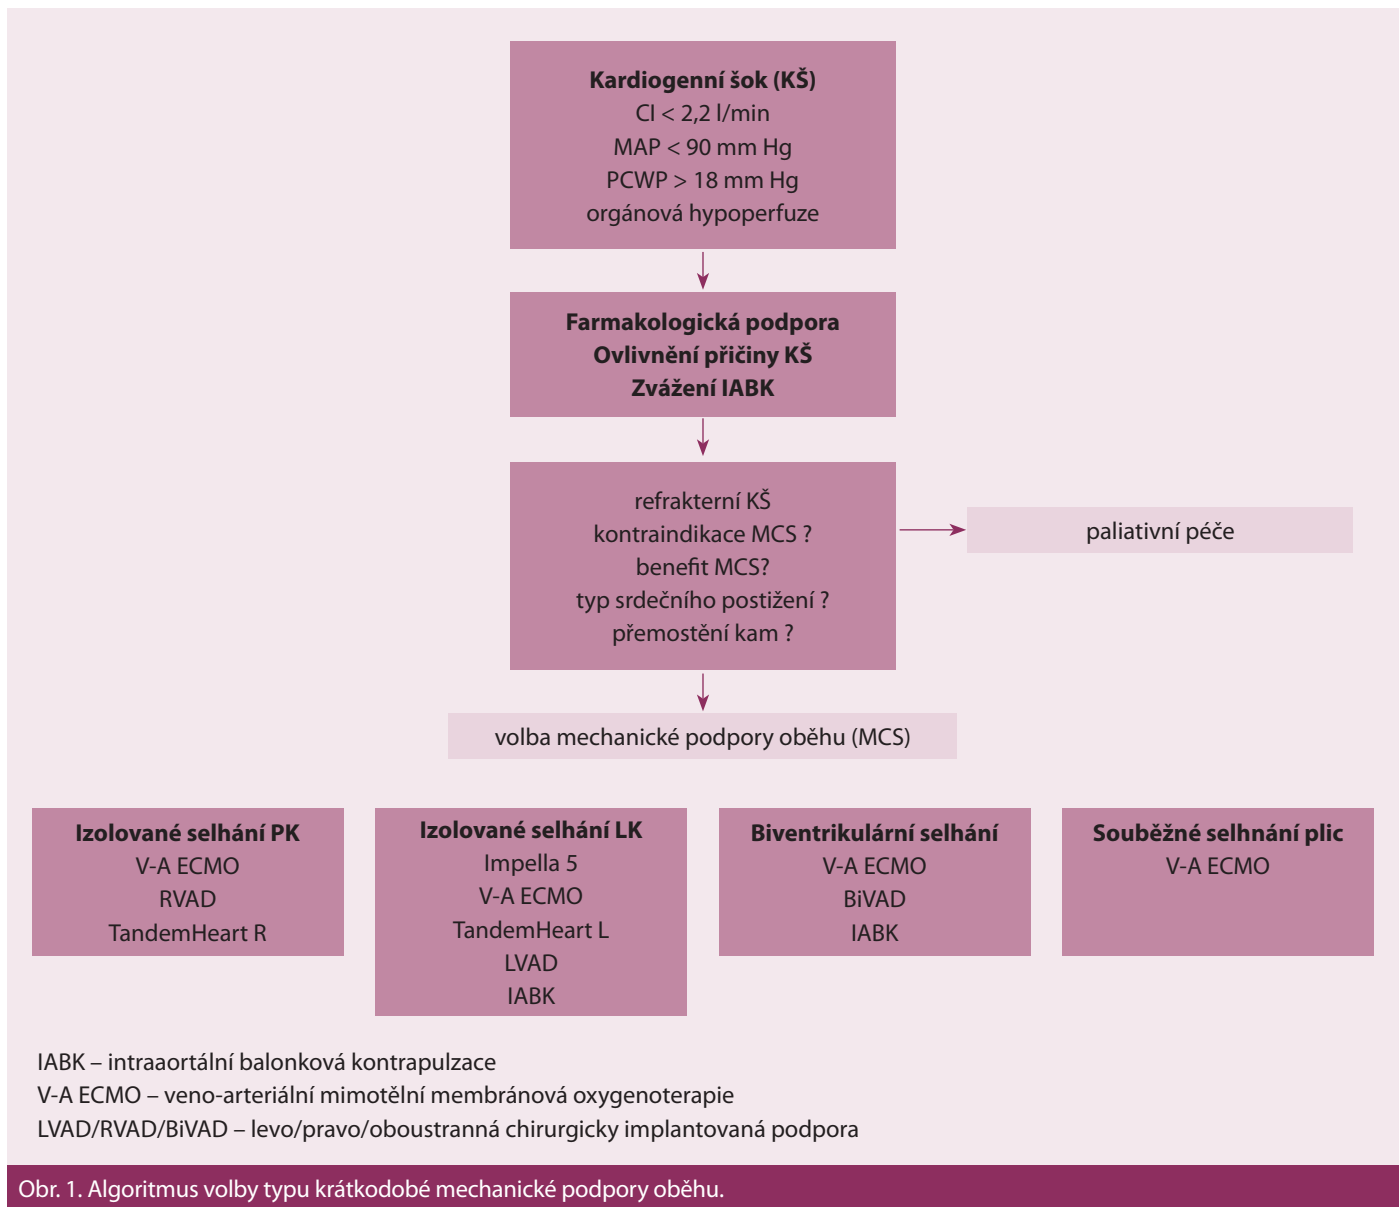 Kardiogenní šok (KŠ)
CI < 2,2 l/min
MAP < 90 mm Hg
PCWP > 18 mm Hg
orgánová hypoperfuze
Farmakologická podpora
Ovlivnění přičiny KŠ
Zvážení IABK
refrakterní KŠ
kontraindikace MCS ?
benefit MCS?
typ srdečního postižení ?
přemostění kam ?
paliativní péče
volba mechanické podpory oběhu (MCS)
Izolované selhání PK
V-A ECMO
RVAD
TandemHeart R
Izolované selhání LK
Impella 5
V-A ECMO
TandemHeart L
LVAD
IABK
Biventrikulární selhání
V-A ECMO
BiVAD
IABK
Souběžné selhnání plic
V-A ECMO
IABK – intraaortální balonková kontrapulzace
V-A ECMO – veno-arteriální mimotělní membránová oxygenoterapie
LVAD/RVAD/BiVAD – levo/pravo/oboustranná chirurgicky implantovaná podpora
Obr. 1. Algoritmus volby typu krátkodobé mechanické podpory oběhu.